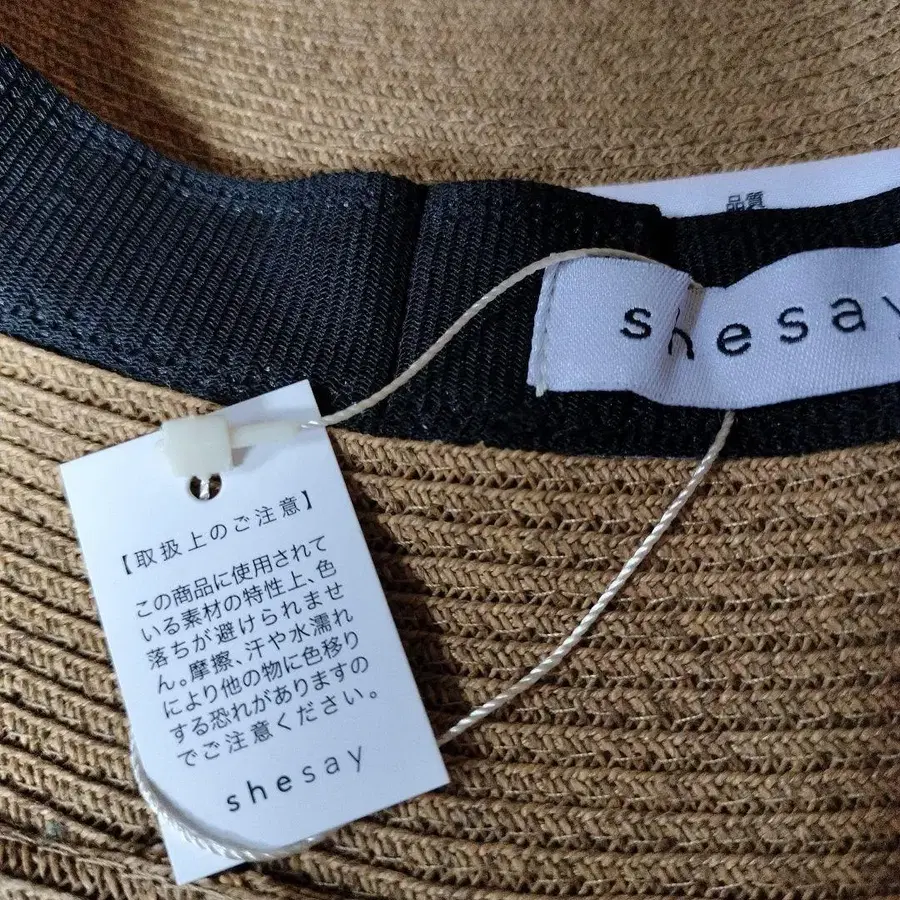 品質
shesay
【取扱上のご注意】
この商品に使用されて
いる素材の特性上、色
落ちが避けられませ
ん。摩擦、汗や水濡れ
により他の物に色移り
する恐れがありますの
でご注意ください。
shesay